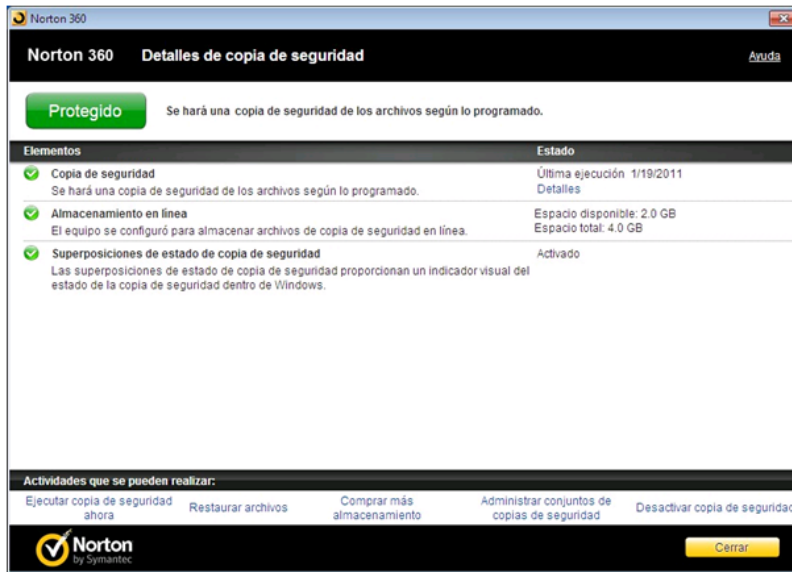 Norton 360
Norton 360 Detalles de copia de seguridad Ayuda
Protegido Se hará una copia de seguridad de los archivos según lo programado.
Elementos Estado
Copia de seguridad Última ejecución 1/19/2011
Se hará una copia de seguridad de los archivos según lo programado. Detalles
Almacenamiento en línea Espacio disponible: 2.0 GB
El equipo se configuró para almacenar archivos de copia de seguridad en línea. Espacio total: 4.0 GB
Superposiciones de estado de copia de seguridad Activado
Las superposiciones de estado de copia de seguridad proporcionan un indicador visual del
estado de la copia de seguridad dentro de Windows.
Actividades que se pueden realizar:
Ejecutar copia de seguridad
ahora
Restaurar archivos
Comprar más
almacenamiento
Administrar conjuntos de
copias de seguridad
Desactivar copia de seguridad
Norton
by Symantec
Cerrar